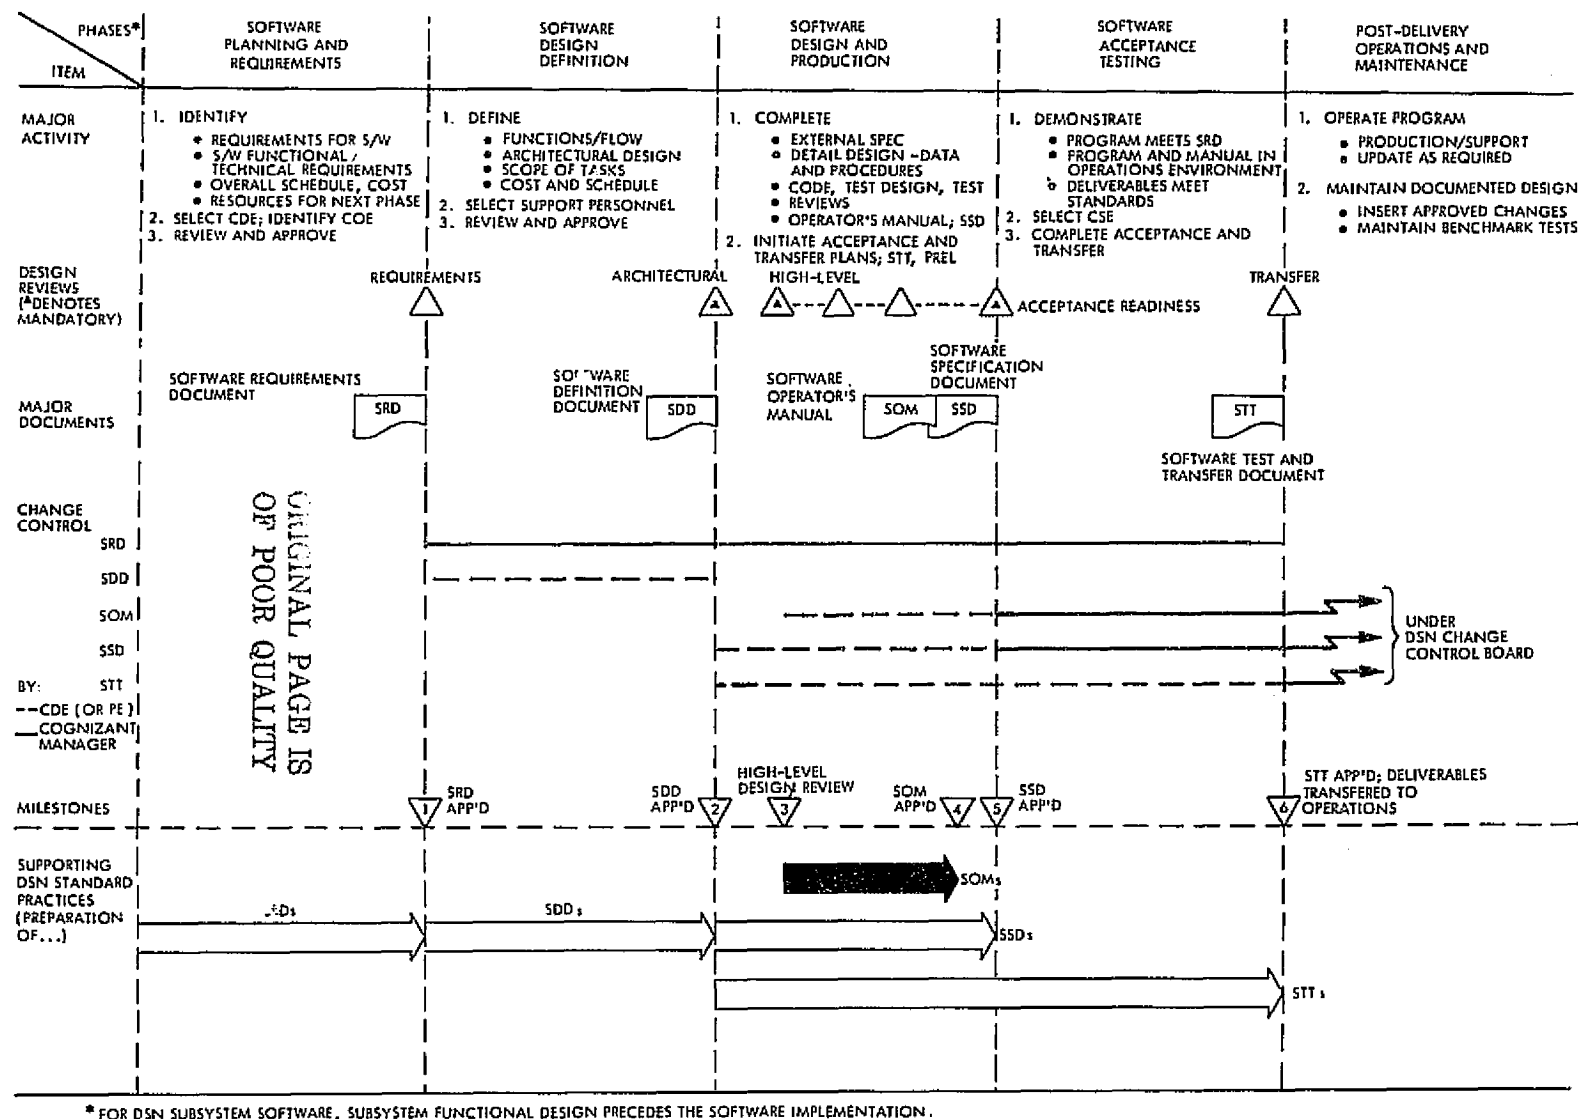 PHASES*
ITEM
SOFTWARE
PLANNING AND
REQUIREMENTS
SOFTWARE
DESIGN
DEFINITION
SOFTWARE
DESIGN AND
PRODUCTION
SOFTWARE
ACCEPTANCE
TESTING
POST-DELIVERY
OPERATIONS AND
MAINTENANCE
MAJOR
ACTIVITY
1. IDENTIFY
• REQUIREMENTS FOR S/W
• S/W FUNCTIONAL/
TECHNICAL REQUIREMENTS
• OVERALL SCHEDULE, COST
• RESOURCES FOR NEXT PHASE
2. SELECT CDE; IDENTIFY COE
3. REVIEW AND APPROVE
1. DEFINE
• FUNCTIONS/FLOW
• ARCHITECTURAL DESIGN
• SCOPE OF TASKS
• COST AND SCHEDULE
2. SELECT SUPPORT PERSONNEL
3. REVIEW AND APPROVE
1. COMPLETE
• EXTERNAL SPEC
• DETAIL DESIGN -DATA
AND PROCEDURES
• CODE, TEST DESIGN, TEST
• REVIEWS
• OPERATOR'S MANUAL; SSD
2. INITIATE ACCEPTANCE AND
TRANSFER PLANS; STT, PREL
1. DEMONSTRATE
• PROGRAM MEETS SRD
• PROGRAM AND MANUAL IN
OPERATIONS ENVIRONMENT
• DELIVERABLES MEET
STANDARDS
2. SELECT CSE
3. COMPLETE ACCEPTANCE AND
TRANSFER
1. OPERATE PROGRAM
• PRODUCTION/SUPPORT
• UPDATE AS REQUIRED
2. MAINTAIN DOCUMENTED DESIGN
• INSERT APPROVED CHANGES
• MAINTAIN BENCHMARK TESTS
DESIGN
REVIEWS
(▲DENOTES
MANDATORY)
REQUIREMENTS
ARCHITECTURAL
HIGH-LEVEL
ACCEPTANCE READINESS
TRANSFER
MAJOR
DOCUMENTS
SOFTWARE REQUIREMENTS
DOCUMENT
SRD
SOFTWARE
DEFINITION
DOCUMENT
SDD
SOFTWARE
OPERATOR'S
MANUAL
SOM
SOFTWARE
SPECIFICATION
DOCUMENT
SSD
STT
SOFTWARE TEST AND
TRANSFER DOCUMENT
CHANGE
CONTROL
SRD
SDD
SOM
SSD
BY: STT
--CDE (OR PE)
—COGNIZANT
MANAGER
UNDER
DSN CHANGE
CONTROL BOARD
ORIGINAL PAGE IS
OF POOR QUALITY
MILESTONES
1
SRD
APP'D
SDD
APP'D
2
HIGH-LEVEL
DESIGN REVIEW
3
SOM
APP'D
4
5
SSD
APP'D
6
STT APP'D; DELIVERABLES
TRANSFERED TO
OPERATIONS
SUPPORTING
DSN STANDARD
PRACTICES
(PREPARATION
OF...)
SDDs
SOMs
SSDs
STTs
* FOR DSN SUBSYSTEM SOFTWARE, SUBSYSTEM FUNCTIONAL DESIGN PRECEDES THE SOFTWARE IMPLEMENTATION.